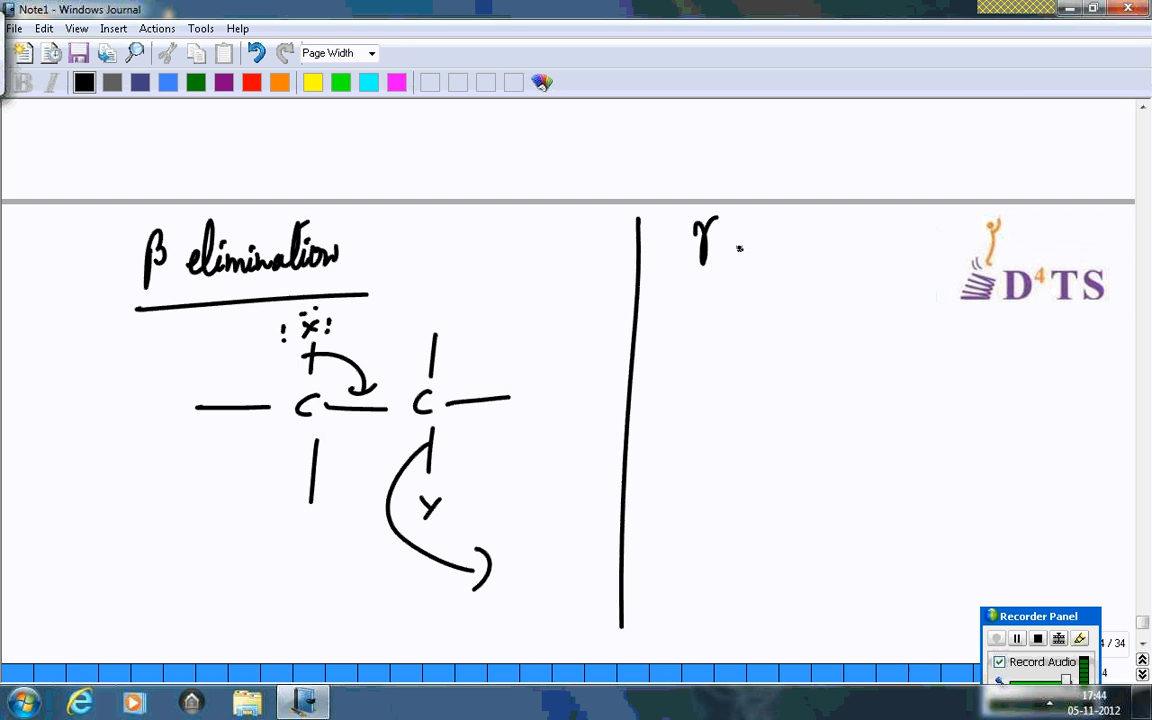 Note1 - Windows Journal
File Edit View Insert Actions Tools Help
Page Width
B I
β elimination
γ
D4TS
X
C C
Y
Recorder Panel
4 / 34
Record Audio
4
17:44
05-11-2012